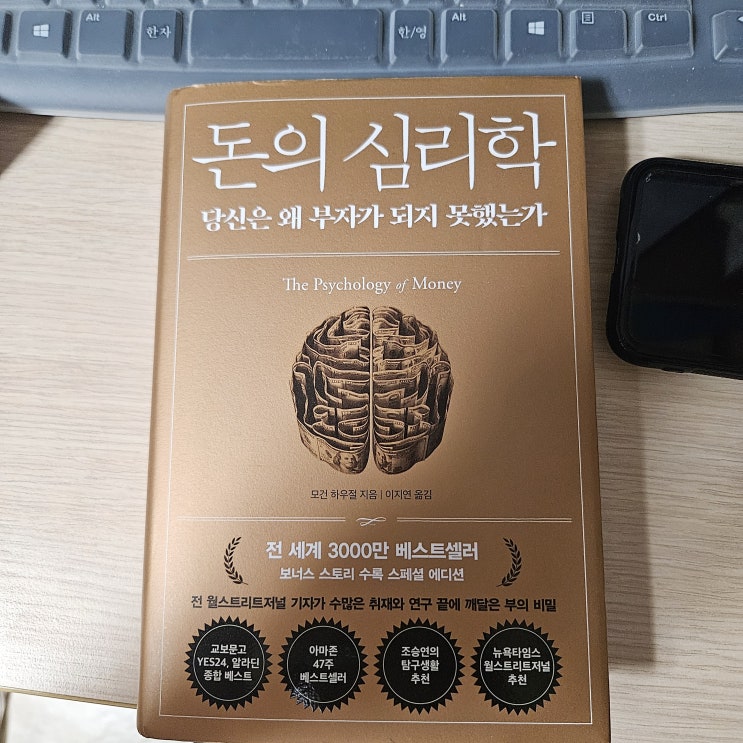 Alt
한자
한/영
Alt
Ctrl
돈의 심리학
당신은 왜 부자가 되지 못했는가
The Psychology of Money
모건 하우절 지음 | 이지연 옮김
전 세계 3000만 베스트셀러
보너스 스토리 수록 스페셜 에디션
전 월스트리트저널 기자가 수많은 취재와 연구 끝에 깨달은 부의 비밀
교보문고
YES24, 알라딘
종합 베스트
아마존
47주
베스트셀러
조승연의
탐구생활
추천
뉴욕타임스
월스트리트저널
추천